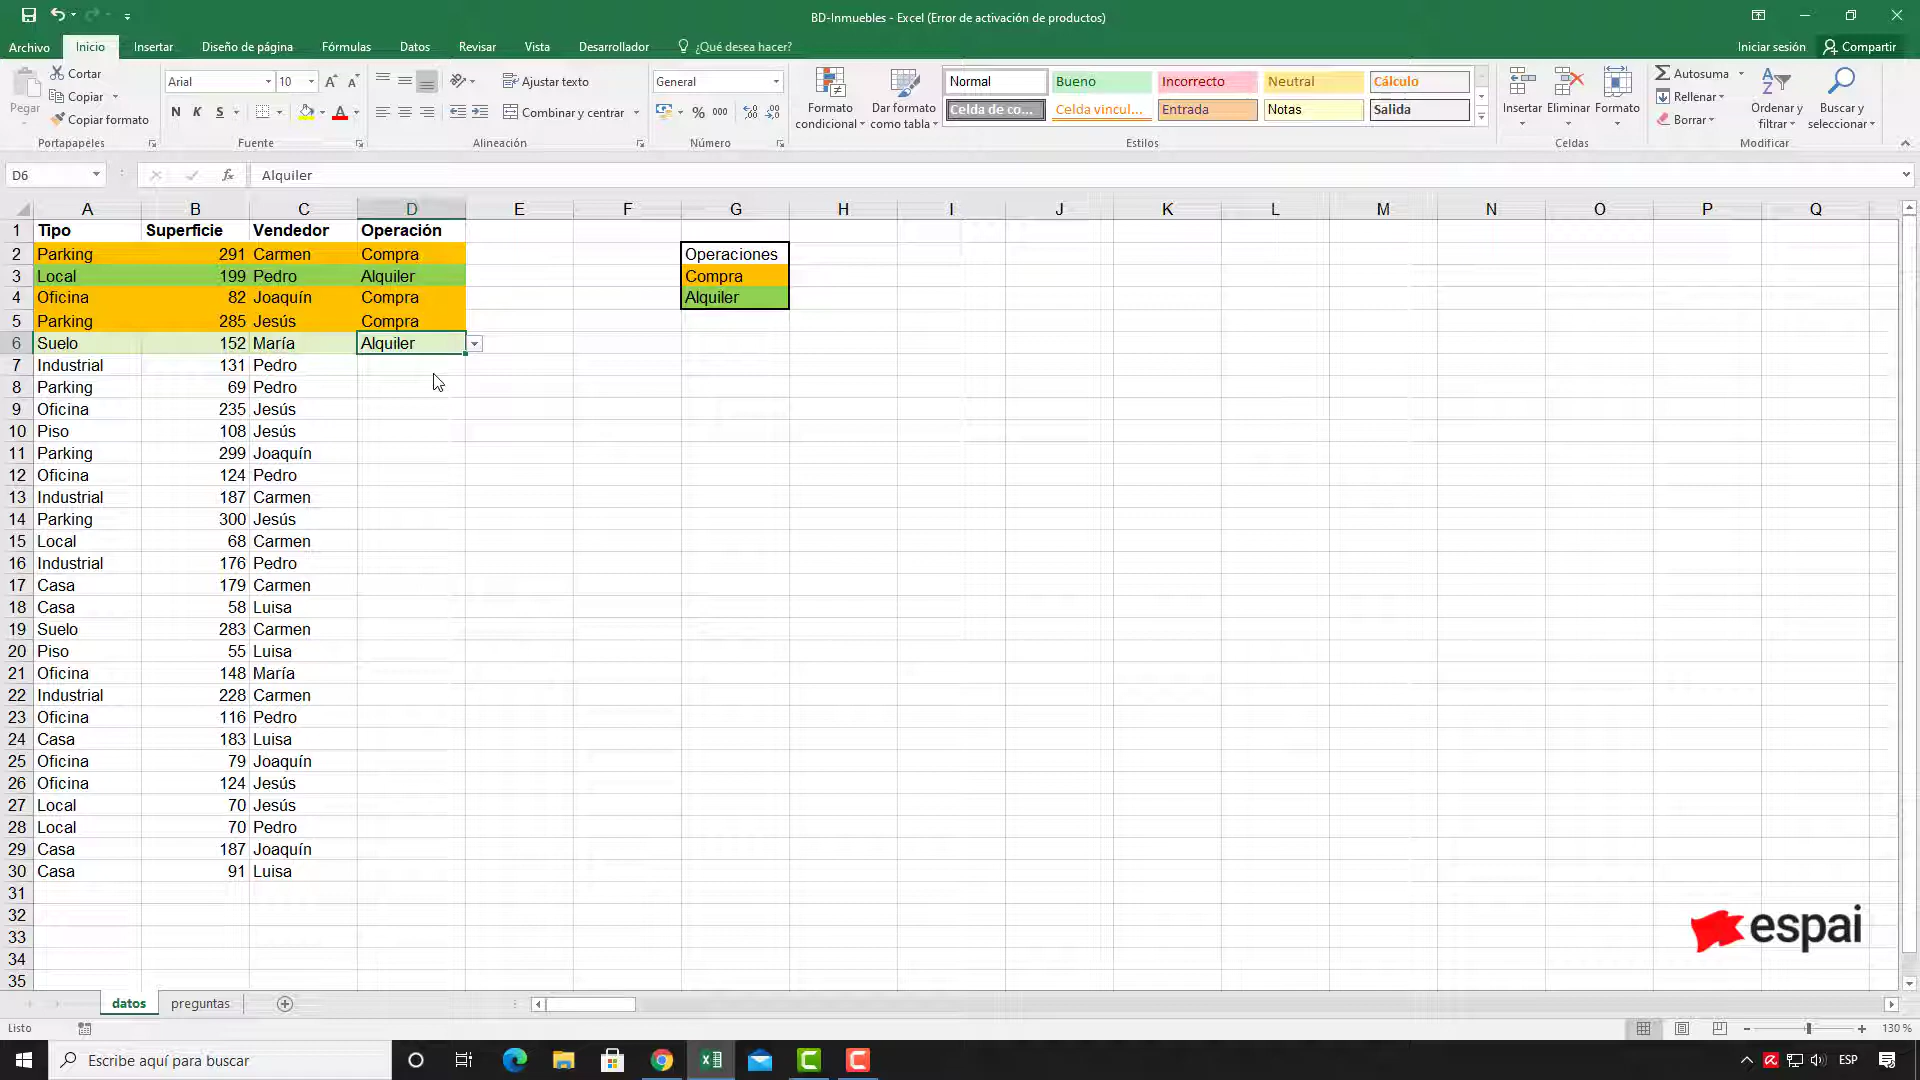 BD-Inmuebles - Excel (Error de activación de productos)
Archivo Inicio Insertar Diseño de página Fórmulas Datos Revisar Vista Desarrollador ¿Qué desea hacer? Iniciar sesión Compartir
Pegar Cortar Copiar Copiar formato
Arial 10 N K S
Ajustar texto Combinar y centrar
General % 000
Formato condicional Dar formato como tabla
Normal Bueno Incorrecto Neutral Cálculo
Celda de co... Celda vincul... Entrada Notas Salida
Insertar Eliminar Formato
Autosuma Rellenar Borrar Ordenar y filtrar Buscar y seleccionar
Portapapeles Fuente Alineación Número Estilos Celdas Modificar
D6 fx Alquiler
A B C D E F G H I J K L M N O P Q
1 Tipo Superficie Vendedor Operación
2 Parking 291 Carmen Compra Operaciones
3 Local 199 Pedro Alquiler Compra
4 Oficina 82 Joaquín Compra Alquiler
5 Parking 285 Jesús Compra
6 Suelo 152 María Alquiler
7 Industrial 131 Pedro
8 Parking 69 Pedro
9 Oficina 235 Jesús
10 Piso 108 Jesús
11 Parking 299 Joaquín
12 Oficina 124 Pedro
13 Industrial 187 Carmen
14 Parking 300 Jesús
15 Local 68 Carmen
16 Industrial 176 Pedro
17 Casa 179 Carmen
18 Casa 58 Luisa
19 Suelo 283 Carmen
20 Piso 55 Luisa
21 Oficina 148 María
22 Industrial 228 Carmen
23 Oficina 116 Pedro
24 Casa 183 Luisa
25 Oficina 79 Joaquín
26 Oficina 124 Jesús
27 Local 70 Jesús
28 Local 70 Pedro
29 Casa 187 Joaquín
30 Casa 91 Luisa
31
32
33
34
35
espai
datos preguntas
Listo 130 %
Escribe aquí para buscar ESP